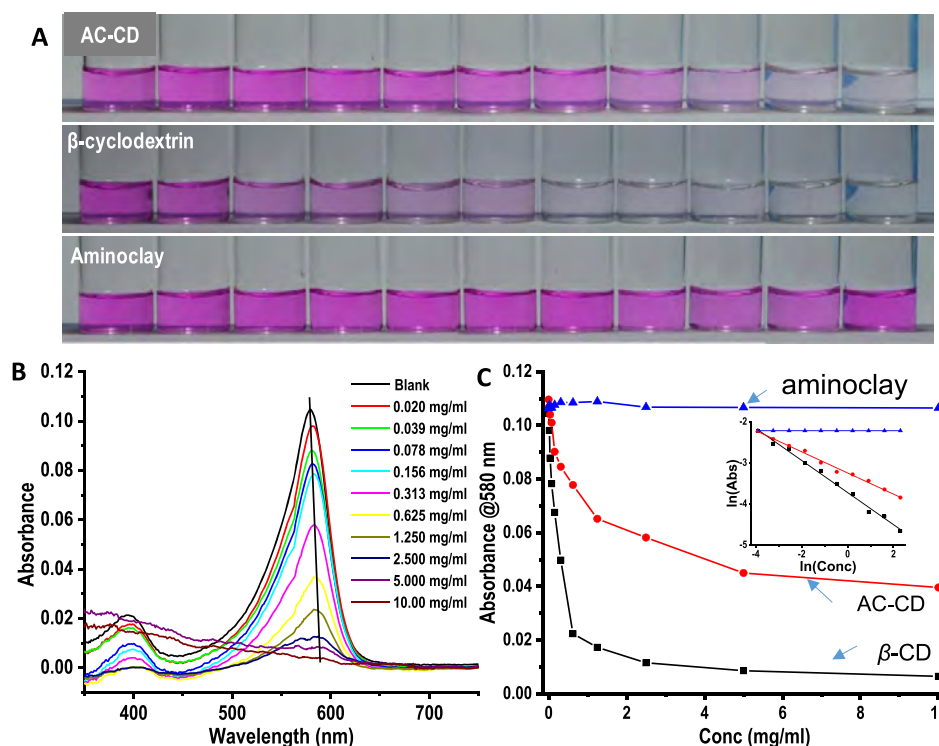 A
AC-CD
β-cyclodextrin
Aminoclay
B
Absorbance
0.12
0.10
0.08
0.06
0.04
0.02
0.00
400
500
600
700
Wavelength (nm)
Blank
0.020 mg/ml
0.039 mg/ml
0.078 mg/ml
0.156 mg/ml
0.313 mg/ml
0.625 mg/ml
1.250 mg/ml
2.500 mg/ml
5.000 mg/ml
10.00 mg/ml
C
Absorbance @580 nm
0.12
0.10
0.08
0.06
0.04
0.02
0.00
0
2
4
6
8
1
Conc (mg/ml)
aminoclay
AC-CD
β-CD
ln(Abs)
-2
-3
-4
-5
-4
-2
0
2
ln(Conc)